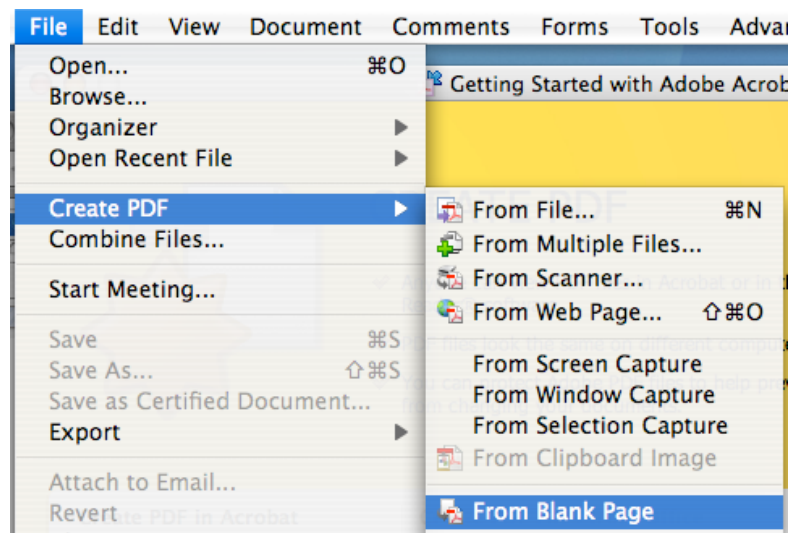 File Edit View Document Comments Forms Tools Advan
Open... ⌘O
Getting Started with Adobe Acrob
Browse...
Organizer ▶
Open Recent File ▶
Create PDF ▶
From File... ⌘N
Combine Files...
From Multiple Files...
From Scanner...
Start Meeting...
From Web Page... ⇧⌘O
Save ⌘S
Save As... ⇧⌘S
From Screen Capture
Save as Certified Document...
From Window Capture
Export ▶
From Selection Capture
From Clipboard Image
Attach to Email...
Revert
From Blank Page